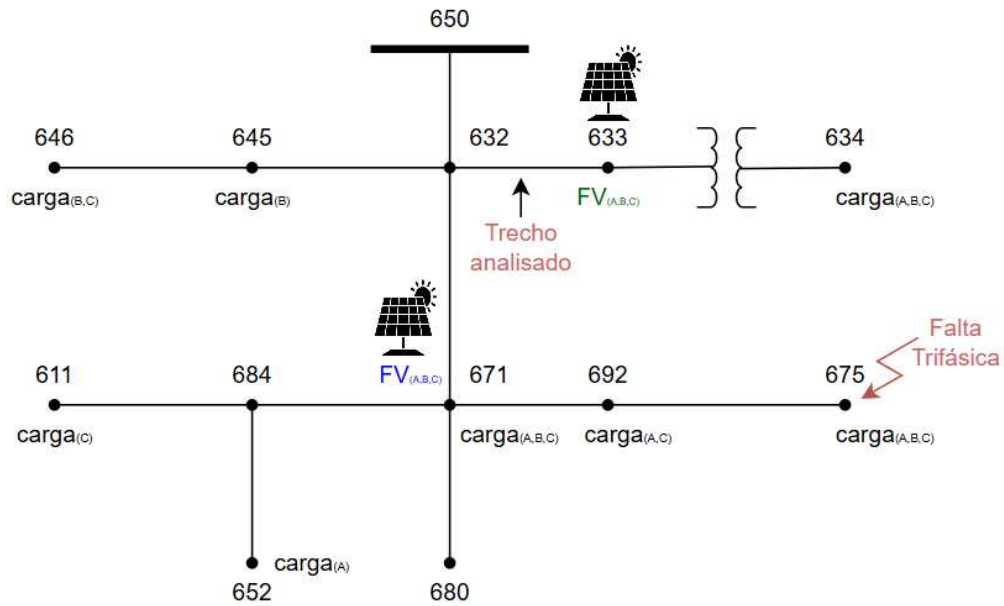 650
646
645
632
633
634
carga(B,C)
carga(B)
FV(A,B,C)
carga(A,B,C)
Trecho
analisado
Falta
Trifásica
FV(A,B,C)
611
684
671
692
675
carga(C)
carga(A,B,C)
carga(A,C)
carga(A,B,C)
carga(A)
652
680